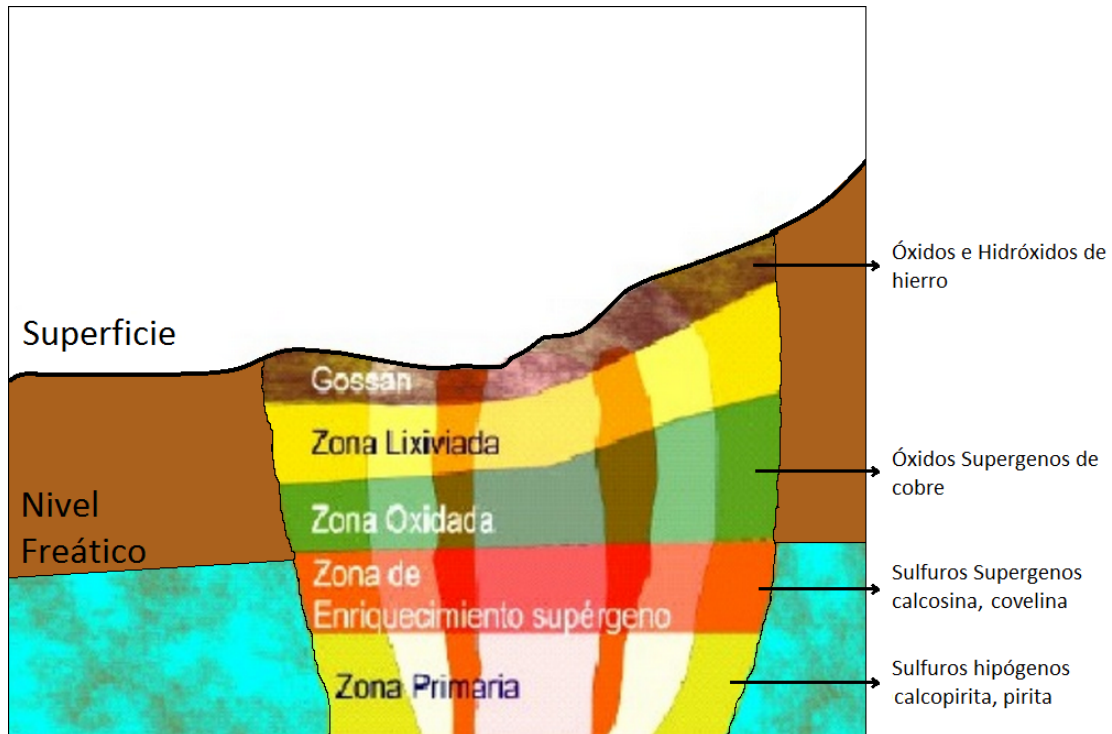 Superficie
Nivel
Freático
Gossan
Zona Lixiviada
Zona Oxidada
Zona de
Enriquecimiento supérgeno
Zona Primaria
Óxidos e Hidróxidos de
hierro
Óxidos Supergenos de
cobre
Sulfuros Supergenos
calcosina, covelina
Sulfuros hipógenos
calcopirita, pirita